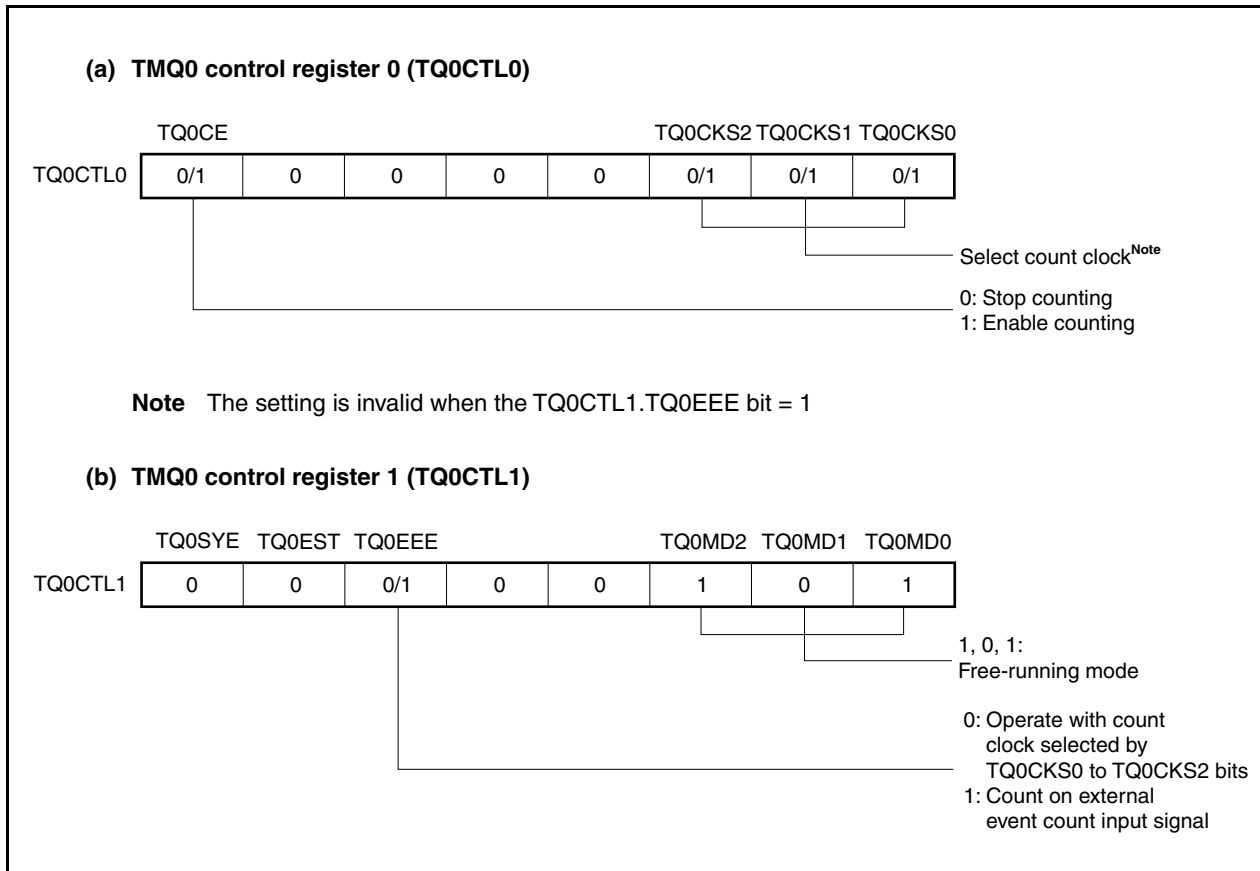 (a) TMQ0 control register 0 (TQ0CTL0)
TQ0CE TQ0CKS2 TQ0CKS1 TQ0CKS0
TQ0CTL0 0/1 0 0 0 0 0/1 0/1 0/1
Select count clockNote
0: Stop counting
1: Enable counting
Note The setting is invalid when the TQ0CTL1.TQ0EEE bit = 1
(b) TMQ0 control register 1 (TQ0CTL1)
TQ0SYE TQ0EST TQ0EEE TQ0MD2 TQ0MD1 TQ0MD0
TQ0CTL1 0 0 0/1 0 0 1 0 1
1, 0, 1:
Free-running mode
0: Operate with count
clock selected by
TQ0CKS0 to TQ0CKS2 bits
1: Count on external
event count input signal